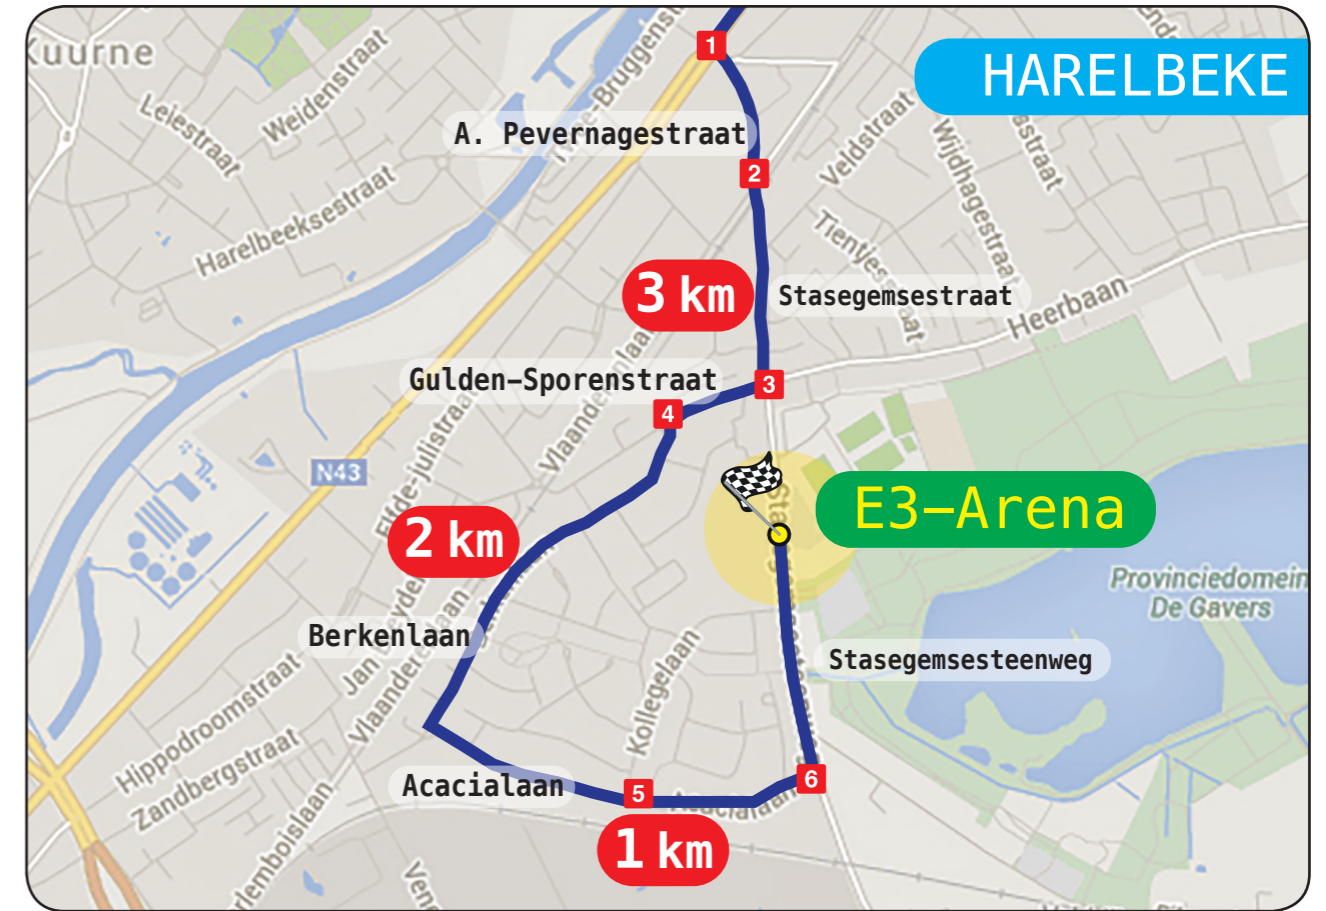 Kuurne
HARELBEKE
1
Weidenstraat
Leiestraat
A. Pevernagestraat
Veldstraat
Wijdhagestraat
2
Harelbeeksestraat
3 km
Stasegemsestraat
Heerbaan
Gulden-Sporenstraat
3
4
N43
E3-Arena
2 km
Provinciedomein
De Gavers
Berkenlaan
Stasegemsesteenweg
Kollegelaan
Hippodroomstraat
Zandbergstraat
Acacialaan
5
6
1 km